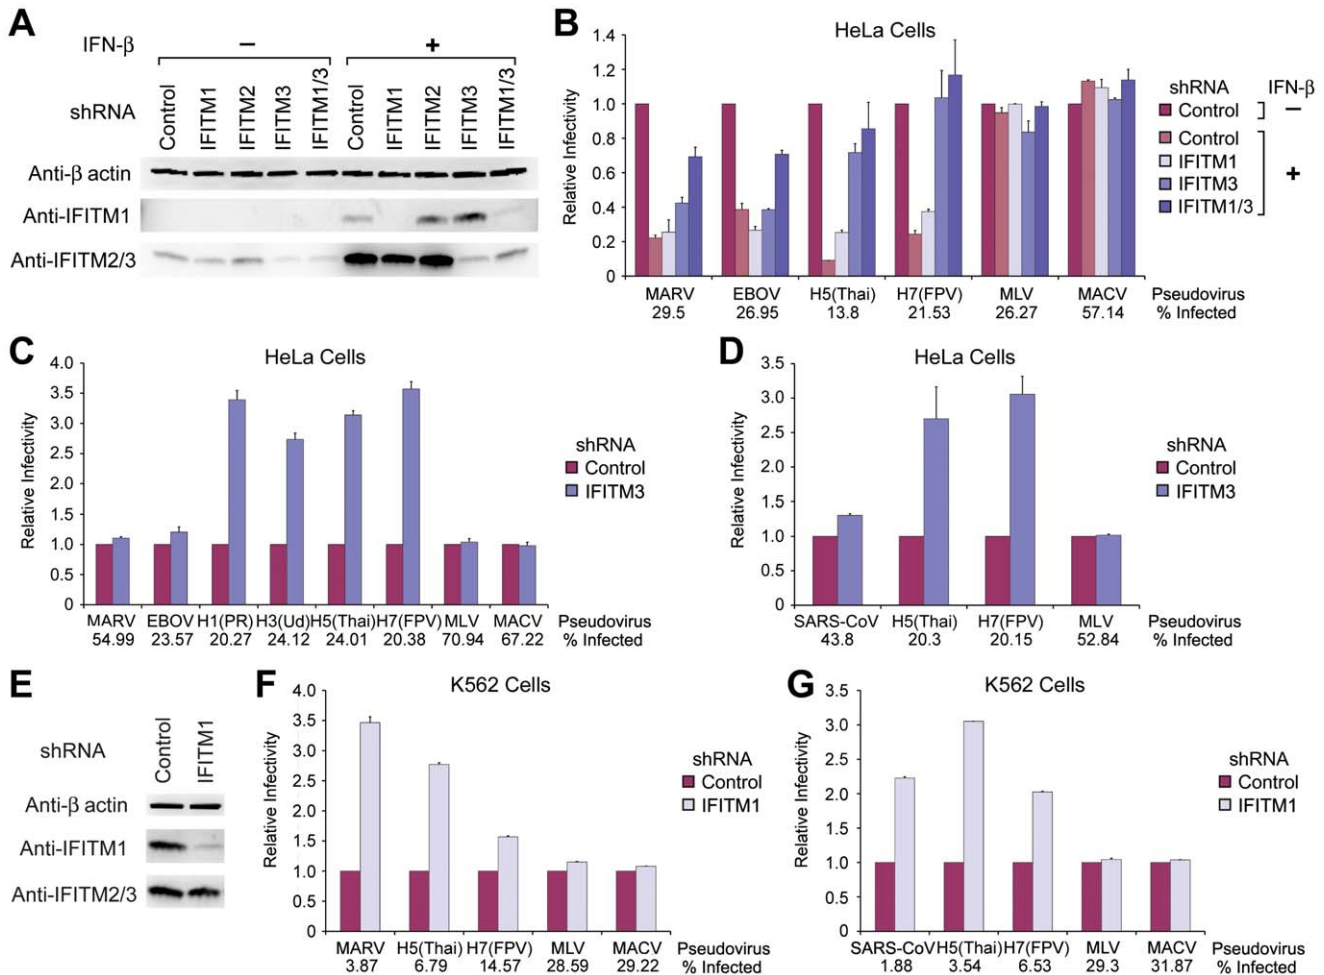 A
IFN-β
–
+
shRNA
Control
IFITM1
IFITM2
IFITM3
IFITM1/3
Control
IFITM1
IFITM2
IFITM3
IFITM1/3
Anti-β actin
Anti-IFITM1
Anti-IFITM2/3
B
HeLa Cells
Relative Infectivity
1.4
1.2
1.0
0.8
0.6
0.4
0.2
0
shRNA IFN-β
Control –
Control
IFITM1
IFITM3
IFITM1/3
+
MARV EBOV H5(Thai) H7(FPV) MLV MACV Pseudovirus
29.5 26.95 13.8 21.53 26.27 57.14 % Infected
C
HeLa Cells
Relative Infectivity
4.0
3.5
3.0
2.5
2.0
1.5
1.0
0.5
0
shRNA
Control
IFITM3
MARV EBOV H1(PR) H3(Ud) H5(Thai) H7(FPV) MLV MACV Pseudovirus
54.99 23.57 20.27 24.12 24.01 20.38 70.94 67.22 % Infected
D
HeLa Cells
Relative Infectivity
3.5
3.0
2.5
2.0
1.5
1.0
0.5
0
shRNA
Control
IFITM3
SARS-CoV H5(Thai) H7(FPV) MLV Pseudovirus
43.8 20.3 20.15 52.84 % Infected
E
shRNA
Control
IFITM1
Anti-β actin
Anti-IFITM1
Anti-IFITM2/3
F
K562 Cells
Relative Infectivity
4.0
3.5
3.0
2.5
2.0
1.5
1.0
0.5
0
shRNA
Control
IFITM1
MARV H5(Thai) H7(FPV) MLV MACV Pseudovirus
3.87 6.79 14.57 28.59 29.22 % Infected
G
K562 Cells
Relative Infectivity
3.5
3.0
2.5
2.0
1.5
1.0
0.5
0
shRNA
Control
IFITM1
SARS-CoV H5(Thai) H7(FPV) MLV MACV Pseudovirus
1.88 3.54 6.53 29.3 31.87 % Infected